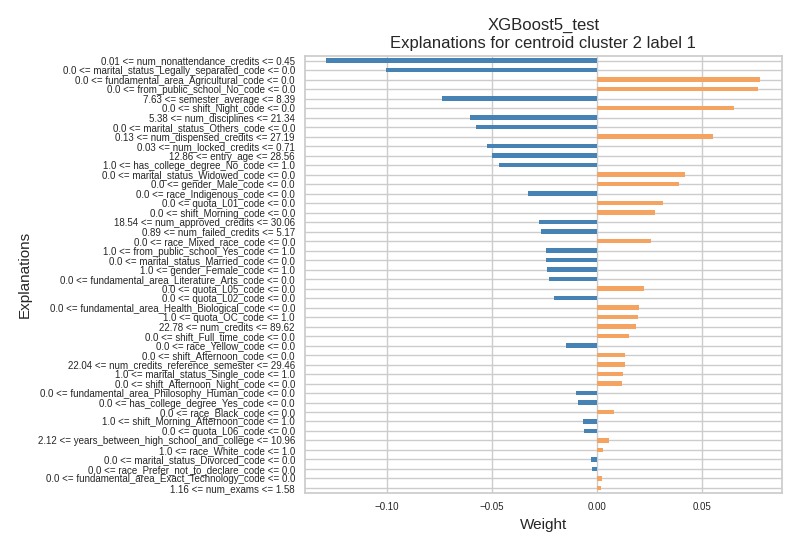 XGBoost5_test
Explanations for centroid cluster 2 label 1
0.01 <= num_nonattendance_credits <= 0.45
0.0 <= marital_status_Legally_separated_code <= 0.0
0.0 <= fundamental_area_Agricultural_code <= 0.0
0.0 <= from_public_school_No_code <= 0.0
7.63 <= semester_average <= 8.39
0.0 <= shift_Night_code <= 0.0
5.38 <= num_disciplines <= 21.34
0.0 <= marital_status_Others_code <= 0.0
0.13 <= num_dispensed_credits <= 27.19
0.03 <= num_locked_credits <= 0.71
12.86 <= entry_age <= 28.56
1.0 <= has_college_degree_No_code <= 1.0
0.0 <= marital_status_Widowed_code <= 0.0
0.0 <= gender_Male_code <= 0.0
0.0 <= race_Indigenous_code <= 0.0
0.0 <= quota_L01_code <= 0.0
0.0 <= shift_Morning_code <= 0.0
18.54 <= num_approved_credits <= 30.06
0.89 <= num_failed_credits <= 5.17
0.0 <= race_Mixed_race_code <= 0.0
1.0 <= from_public_school_Yes_code <= 1.0
0.0 <= marital_status_Married_code <= 0.0
1.0 <= gender_Female_code <= 1.0
0.0 <= fundamental_area_Literature_Arts_code <= 0.0
0.0 <= quota_L05_code <= 0.0
0.0 <= quota_L02_code <= 0.0
0.0 <= fundamental_area_Health_Biological_code <= 0.0
1.0 <= quota_OC_code <= 1.0
22.78 <= num_credits <= 89.62
0.0 <= shift_Full_time_code <= 0.0
0.0 <= race_Yellow_code <= 0.0
0.0 <= shift_Afternoon_code <= 0.0
22.04 <= num_credits_reference_semester <= 29.46
1.0 <= marital_status_Single_code <= 1.0
0.0 <= shift_Afternoon_Night_code <= 0.0
0.0 <= fundamental_area_Philosophy_Human_code <= 0.0
0.0 <= has_college_degree_Yes_code <= 0.0
0.0 <= race_Black_code <= 0.0
1.0 <= shift_Morning_Afternoon_code <= 1.0
0.0 <= quota_L06_code <= 0.0
2.12 <= years_between_high_school_and_college <= 10.96
1.0 <= race_White_code <= 1.0
0.0 <= marital_status_Divorced_code <= 0.0
0.0 <= race_Prefer_not_to_declare_code <= 0.0
0.0 <= fundamental_area_Exact_Technology_code <= 0.0
1.16 <= num_exams <= 1.58
Explanations
−0.10 −0.05 0.00 0.05
Weight